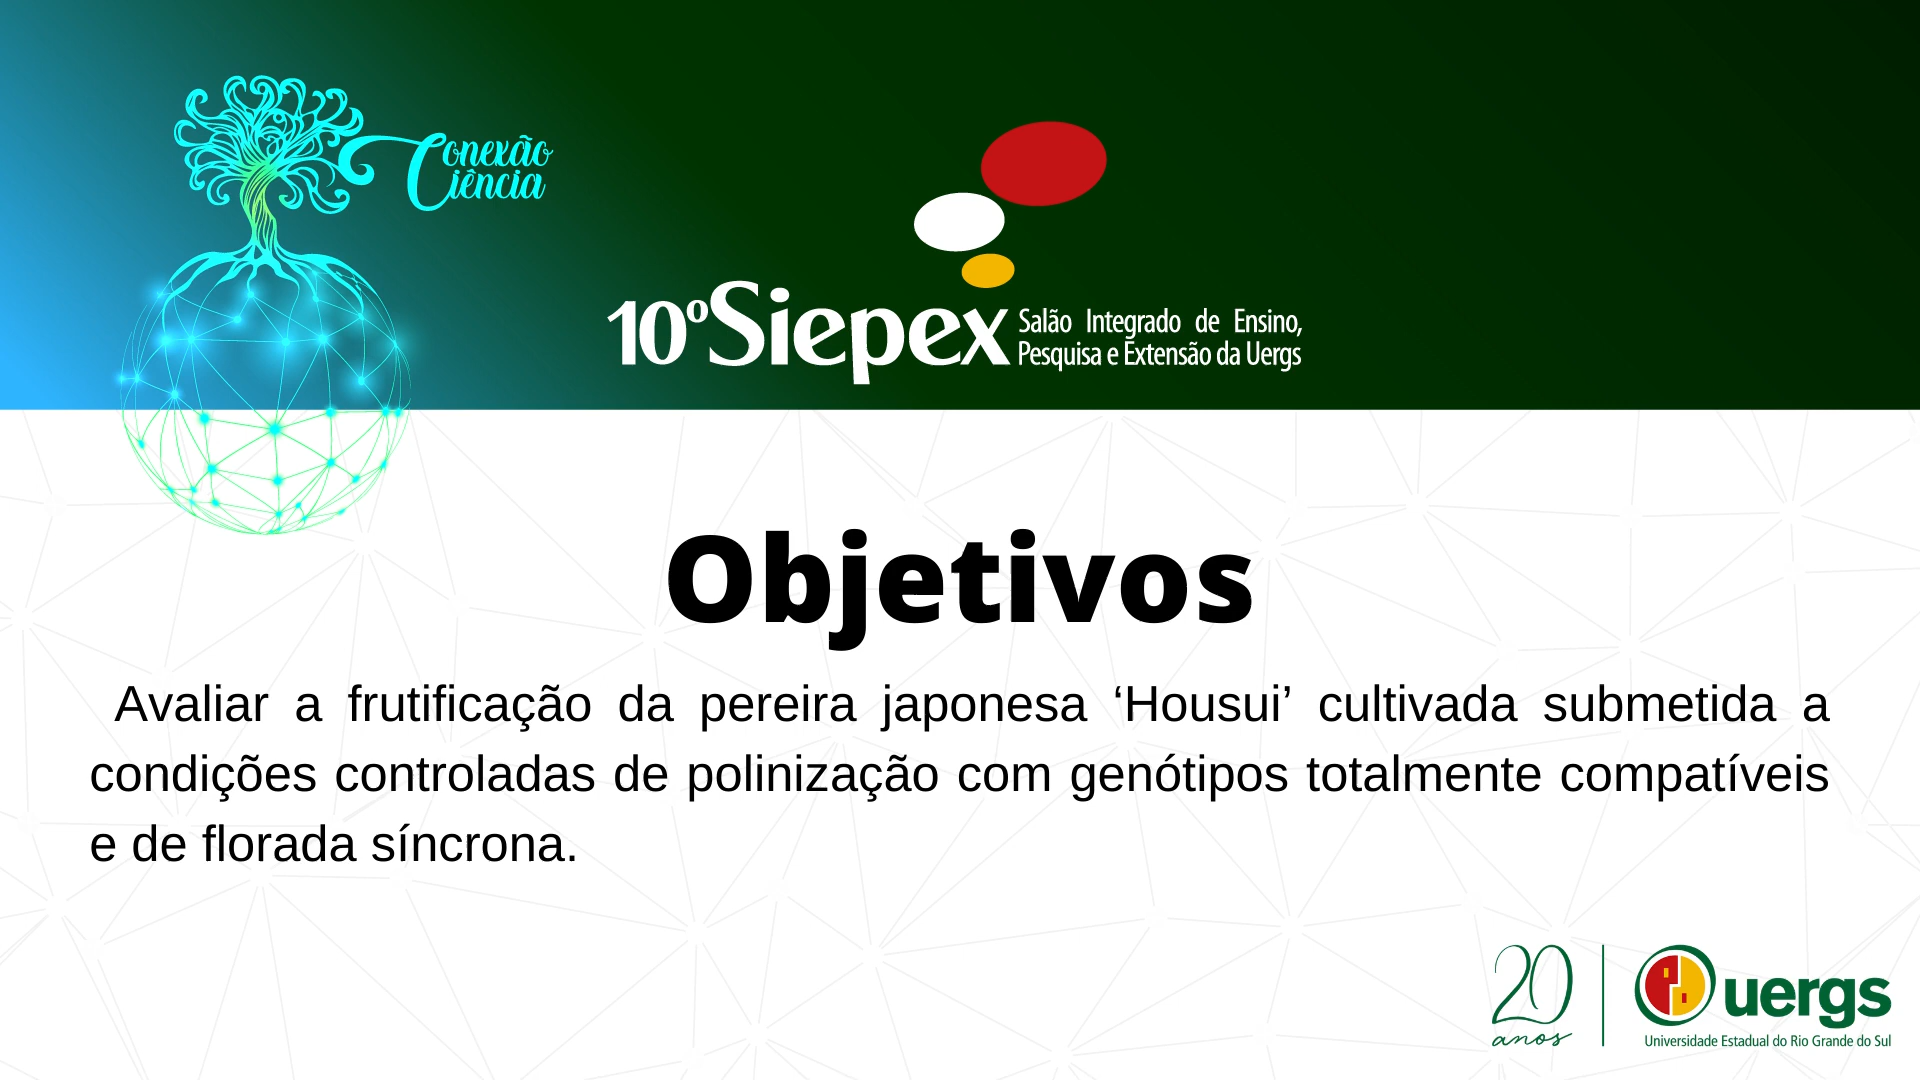 Conexão
Ciência
10º Siepex
Salão Integrado de Ensino,
Pesquisa e Extensão da Uergs
Objetivos
Avaliar a frutificação da pereira japonesa ‘Housui’ cultivada submetida a
condições controladas de polinização com genótipos totalmente compatíveis
e de florada síncrona.
20
anos
uergs
Universidade Estadual do Rio Grande do Sul